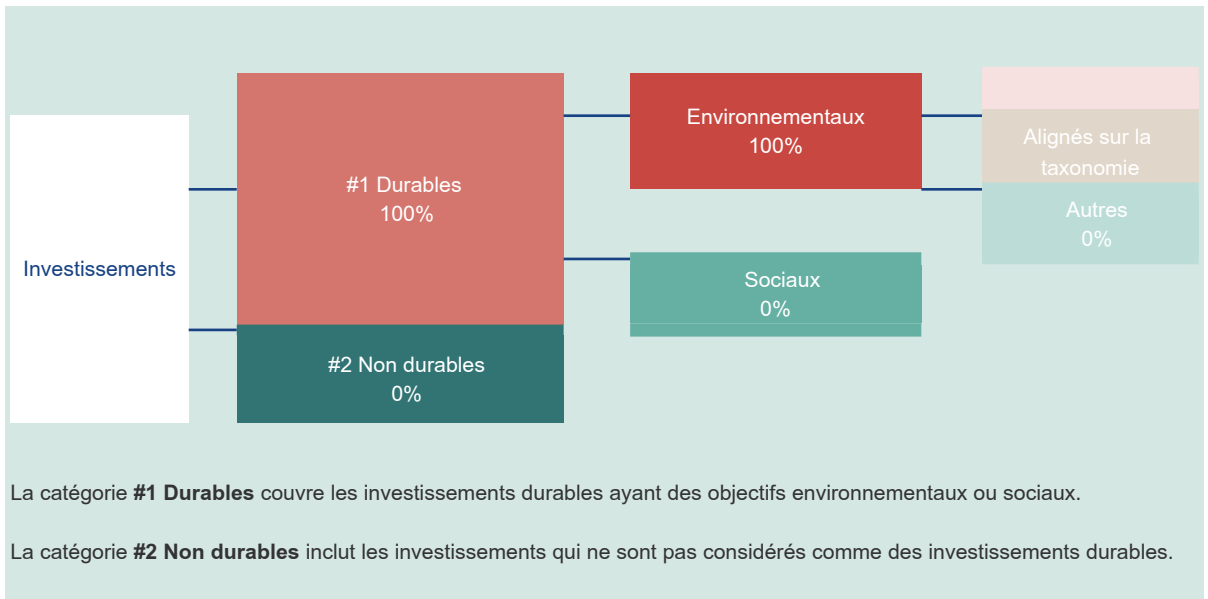 Investissements
#1 Durables
100%
#2 Non durables
0%
Environnementaux
100%
Sociaux
0%
Alignés sur la
taxonomie
Autres
0%
La catégorie #1 Durables couvre les investissements durables ayant des objectifs environnementaux ou sociaux.
La catégorie #2 Non durables inclut les investissements qui ne sont pas considérés comme des investissements durables.